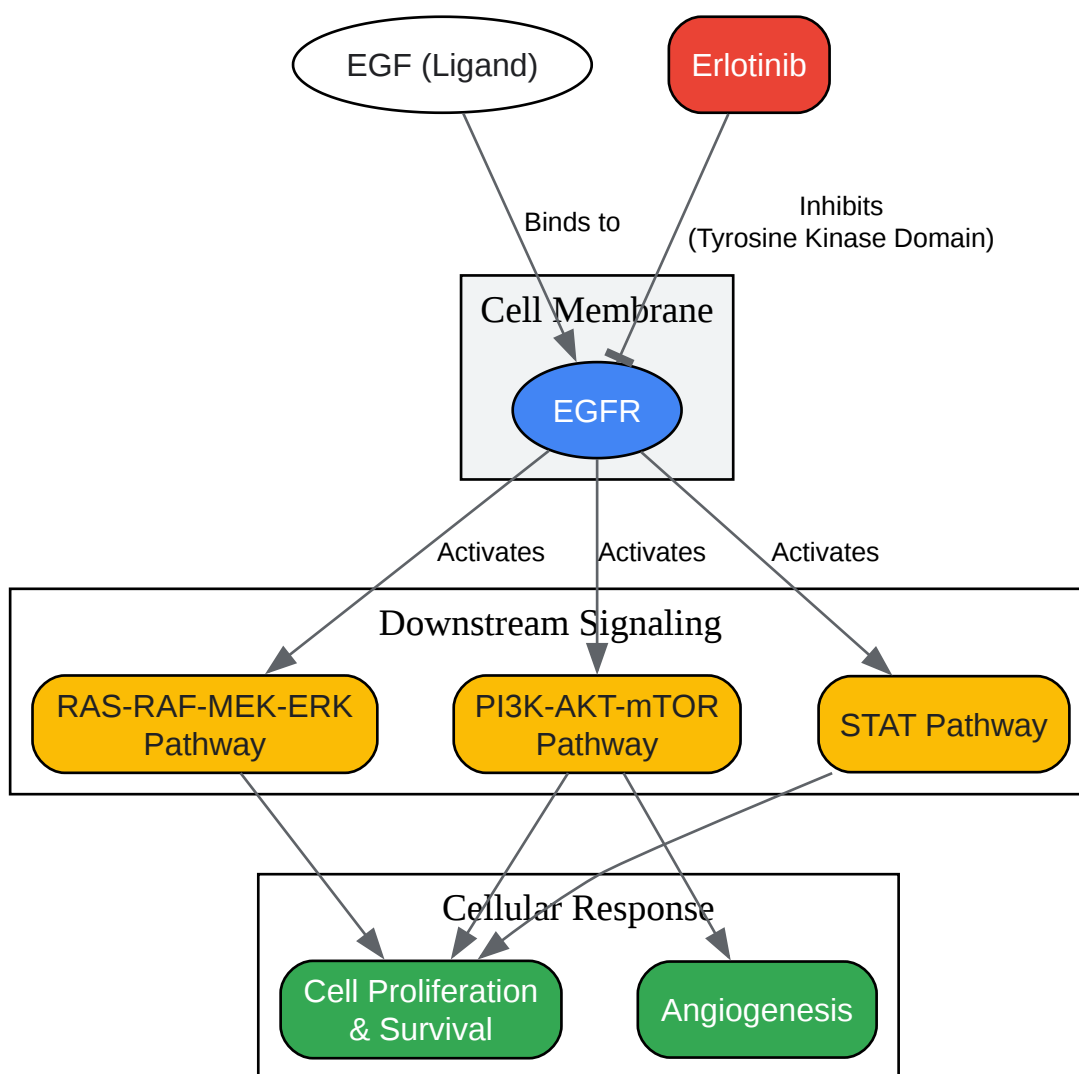 EGF (Ligand)
Erlotinib
Binds to
Inhibits
(Tyrosine Kinase Domain)
Cell Membrane
EGFR
Activates
Activates
Activates
Downstream Signaling
RAS-RAF-MEK-ERK
Pathway
PI3K-AKT-mTOR
Pathway
STAT Pathway
Cellular Response
Cell Proliferation
& Survival
Angiogenesis